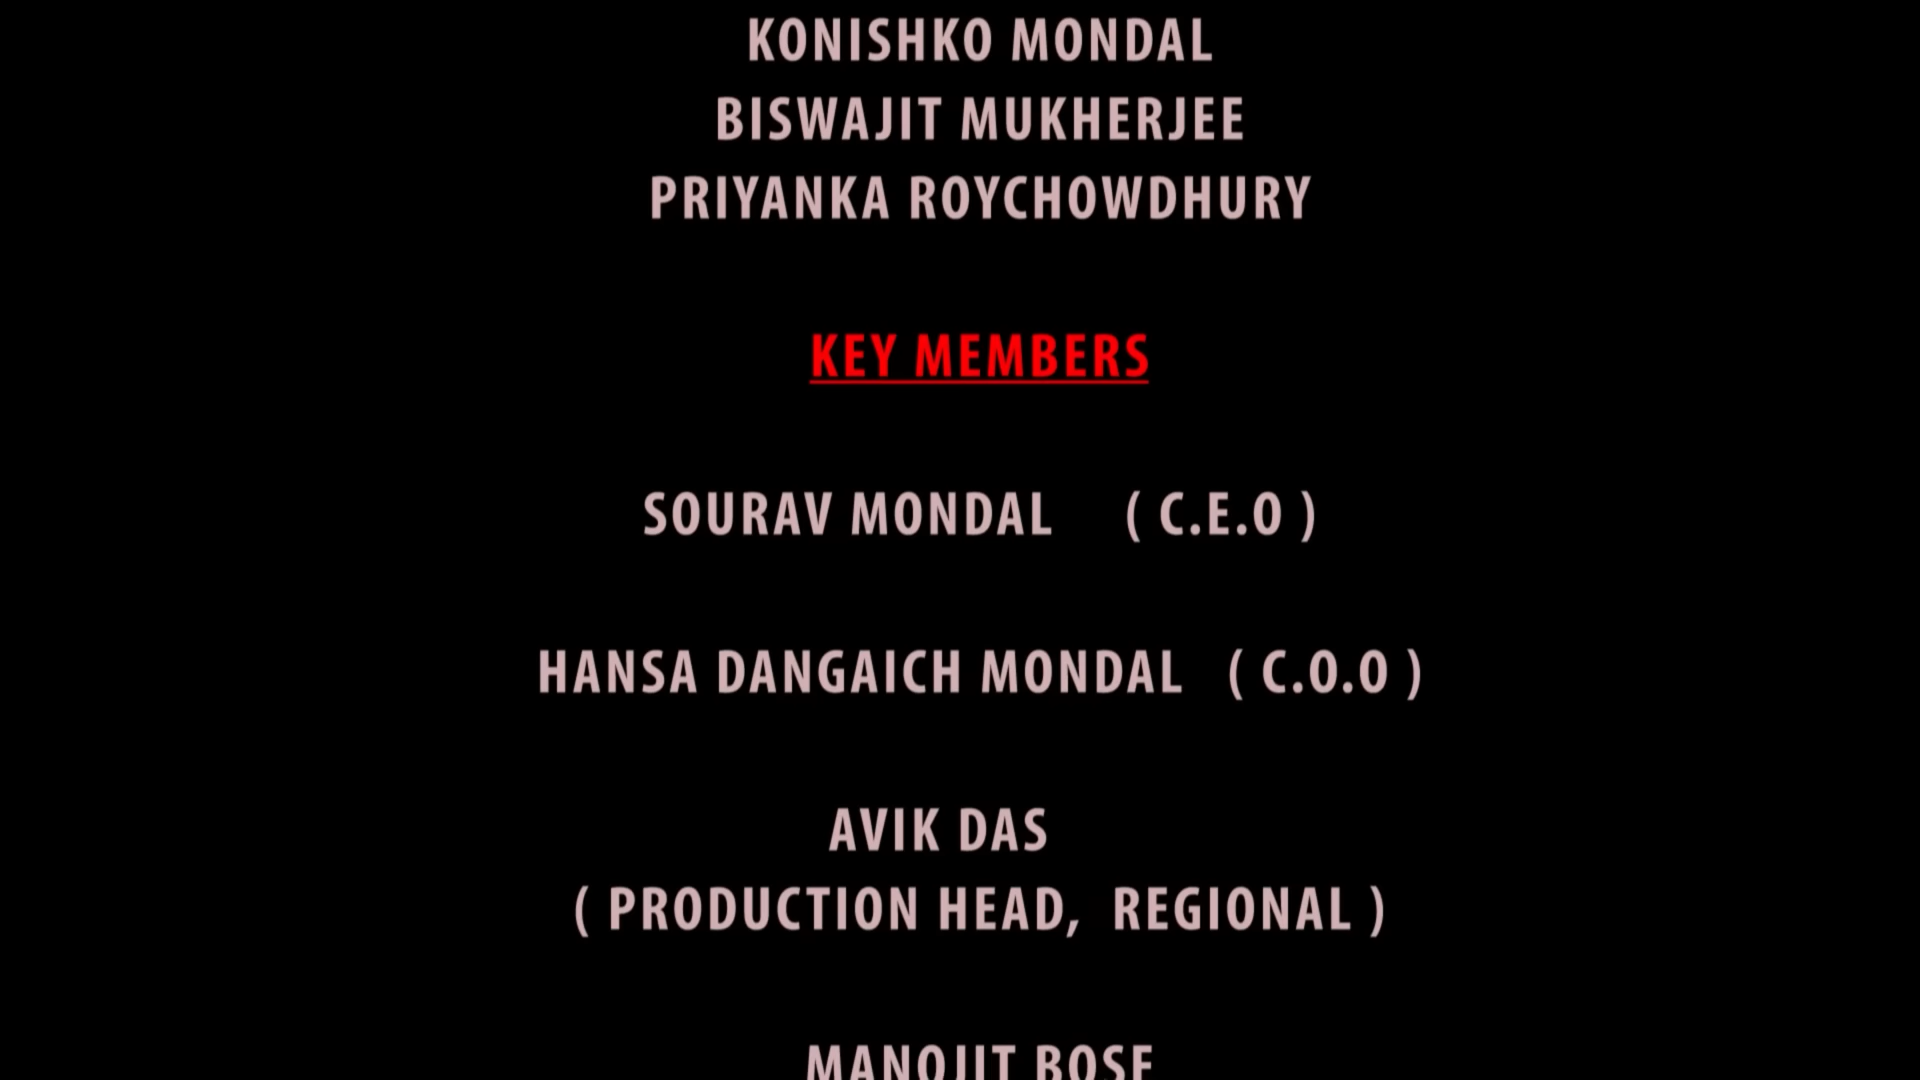 KONISHKO MONDAL
BISWAJIT MUKHERJEE
PRIYANKA ROYCHOWDHURY
KEY MEMBERS
SOURAV MONDAL ( C.E.O )
HANSA DANGAICH MONDAL ( C.O.O )
AVIK DAS
( PRODUCTION HEAD, REGIONAL )
MANOJIT BOSE